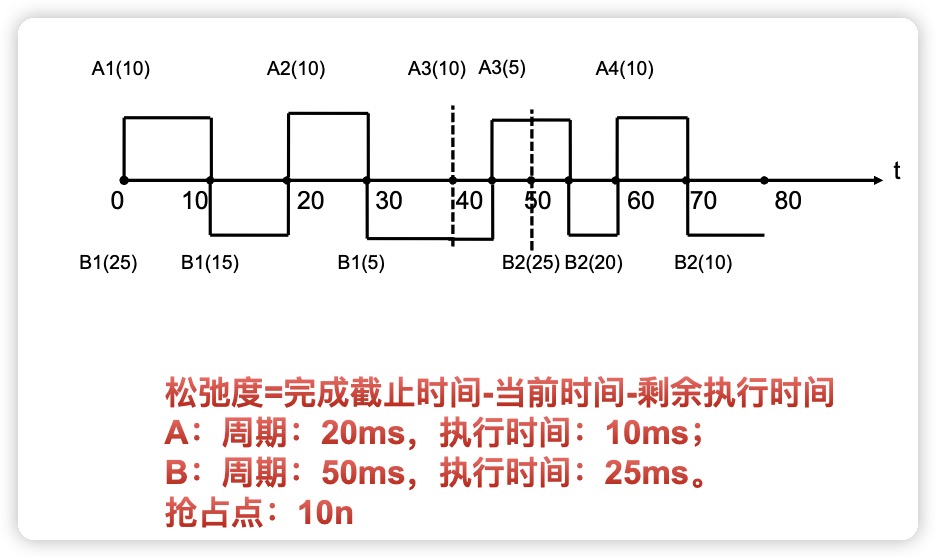 A1(10) A2(10) A3(10) A3(5) A4(10)
t
0 10 20 30 40 50 60 70 80
B1(25) B1(15) B1(5) B2(25) B2(20) B2(10)
松弛度=完成截止时间-当前时间-剩余执行时间
A：周期：20ms，执行时间：10ms；
B：周期：50ms，执行时间：25ms。
抢占点：10n